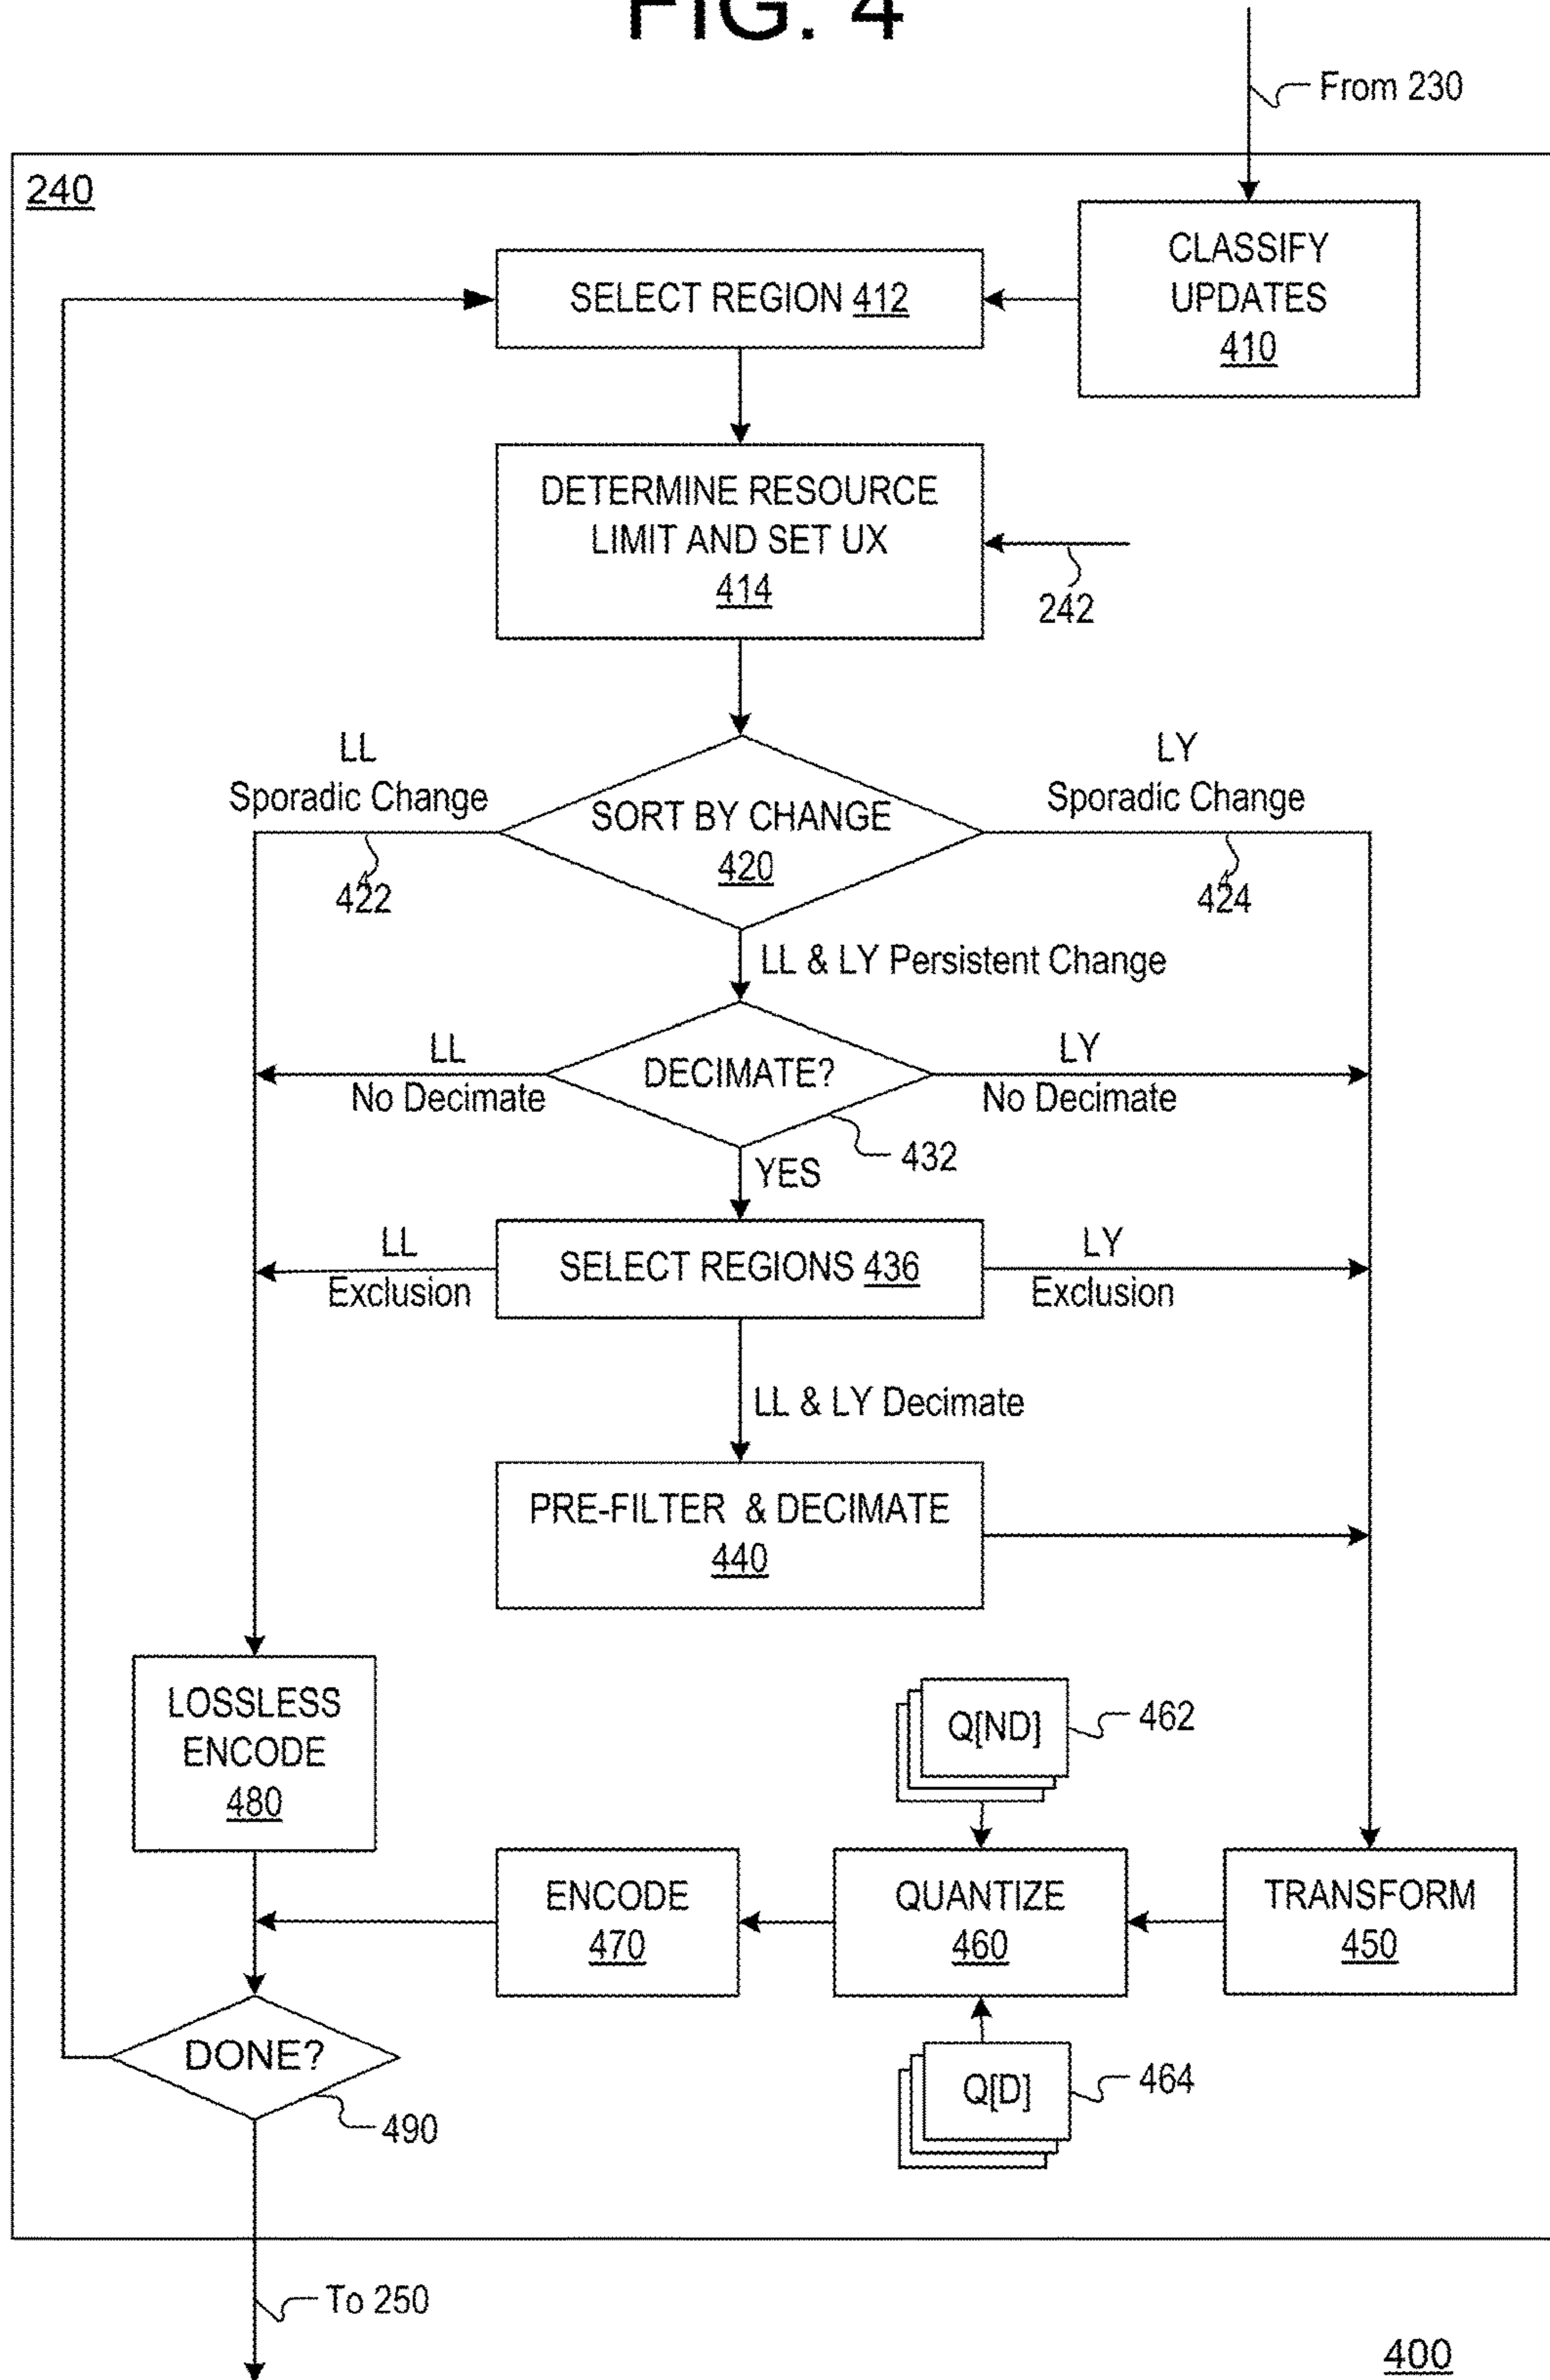 FIG. 4
From 230
240
CLASSIFY
UPDATES
410
SELECT REGION 412
DETERMINE RESOURCE
LIMIT AND SET UX
414
242
LL
Sporadic Change
LY
Sporadic Change
SORT BY CHANGE
420
422
424
LL & LY Persistent Change
LL
No Decimate
DECIMATE?
LY
No Decimate
432
YES
LL
Exclusion
SELECT REGIONS 436
LY
Exclusion
LL & LY Decimate
PRE-FILTER & DECIMATE
440
LOSSLESS
ENCODE
480
Q[ND]
462
ENCODE
470
QUANTIZE
460
TRANSFORM
450
DONE?
490
Q[D]
464
To 250
400